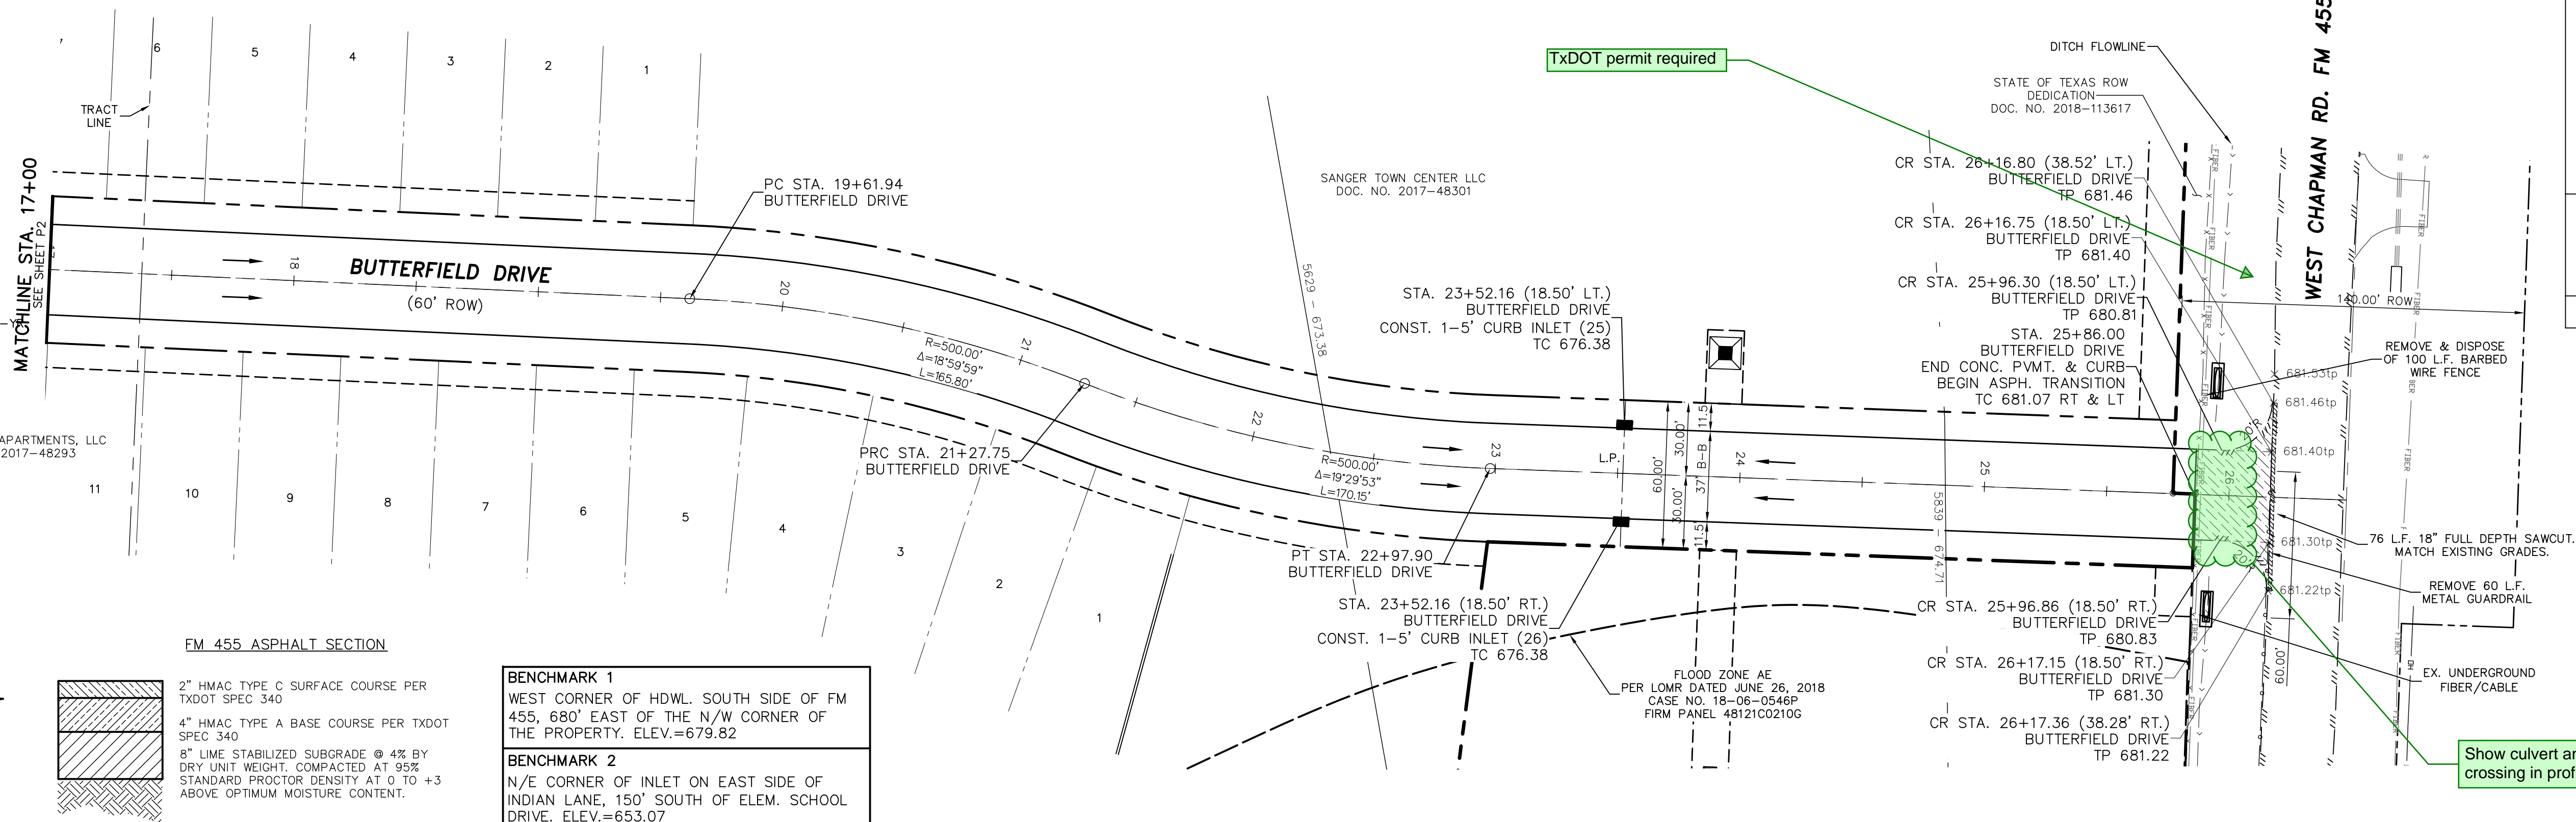 6
5
4
3
2
1
TRACT
LINE
MATCHLINE STA. 17+00
SEE SHEET P2
18
BUTTERFIELD DRIVE
(60' ROW)
PC STA. 19+61.94
BUTTERFIELD DRIVE
20
21
R=500.00'
Δ=18°59'59"
L=165.80'
PRC STA. 21+27.75
BUTTERFIELD DRIVE
22
APARTMENTS, LLC
2017-48293
11
10
9
8
7
6
5
4
3
2
1
5629 - 673.38
SANGER TOWN CENTER LLC
DOC. NO. 2017-48301
R=500.00'
Δ=19°29'53"
L=170.15'
23
PT STA. 22+97.90
BUTTERFIELD DRIVE
STA. 23+52.16 (18.50' LT.)
BUTTERFIELD DRIVE
CONST. 1-5' CURB INLET (25)
TC 676.38
L.P.
60.00'
30.00'
30.00'
11.5'
37' B-B
11.5'
24
25
26
STA. 23+52.16 (18.50' RT.)
BUTTERFIELD DRIVE
CONST. 1-5' CURB INLET (26)
TC 676.38
5839 - 674.71
FLOOD ZONE AE
PER LOMR DATED JUNE 26, 2018
CASE NO. 18-06-0546P
FIRM PANEL 48121C0210G
TxDOT permit required
DITCH FLOWLINE
STATE OF TEXAS ROW
DEDICATION
DOC. NO. 2018-113617
WEST CHAPMAN RD. FM 455
CR STA. 26+16.80 (38.52' LT.)
BUTTERFIELD DRIVE
TP 681.46
CR STA. 26+16.75 (18.50' LT.)
BUTTERFIELD DRIVE
TP 681.40
CR STA. 25+96.30 (18.50' LT.)
BUTTERFIELD DRIVE
TP 680.81
STA. 25+86.00
BUTTERFIELD DRIVE
END CONC. PVMT. & CURB
BEGIN ASPH. TRANSITION
TC 681.07 RT & LT
140.00' ROW
REMOVE & DISPOSE
OF 100 L.F. BARBED
WIRE FENCE
681.53tp
681.46tp
681.40tp
681.30tp
681.22tp
20'R
60.00'
FIBER
FIBER
FIBER
FIBER
FIBER
FIBER
FIBER
76 L.F. 18" FULL DEPTH SAWCUT.
MATCH EXISTING GRADES.
REMOVE 60 L.F.
METAL GUARDRAIL
EX. UNDERGROUND
FIBER/CABLE
CR STA. 25+96.86 (18.50' RT.)
BUTTERFIELD DRIVE
TP 680.83
CR STA. 26+17.15 (18.50' RT.)
BUTTERFIELD DRIVE
TP 681.30
CR STA. 26+17.36 (38.28' RT.)
BUTTERFIELD DRIVE
TP 681.22
Show culvert
crossing in
FM 455 ASPHALT SECTION
2" HMAC TYPE C SURFACE COURSE PER
TXDOT SPEC 340
4" HMAC TYPE A BASE COURSE PER TXDOT
SPEC 340
8" LIME STABILIZED SUBGRADE @ 4% BY
DRY UNIT WEIGHT. COMPACTED AT 95%
STANDARD PROCTOR DENSITY AT 0 TO +3
ABOVE OPTIMUM MOISTURE CONTENT.
BENCHMARK 1
WEST CORNER OF HDWL. SOUTH SIDE OF FM
455, 680' EAST OF THE N/W CORNER OF
THE PROPERTY. ELEV.=679.82
BENCHMARK 2
N/E CORNER OF INLET ON EAST SIDE OF
INDIAN LANE, 150' SOUTH OF ELEM. SCHOOL
DRIVE. ELEV.=653.07